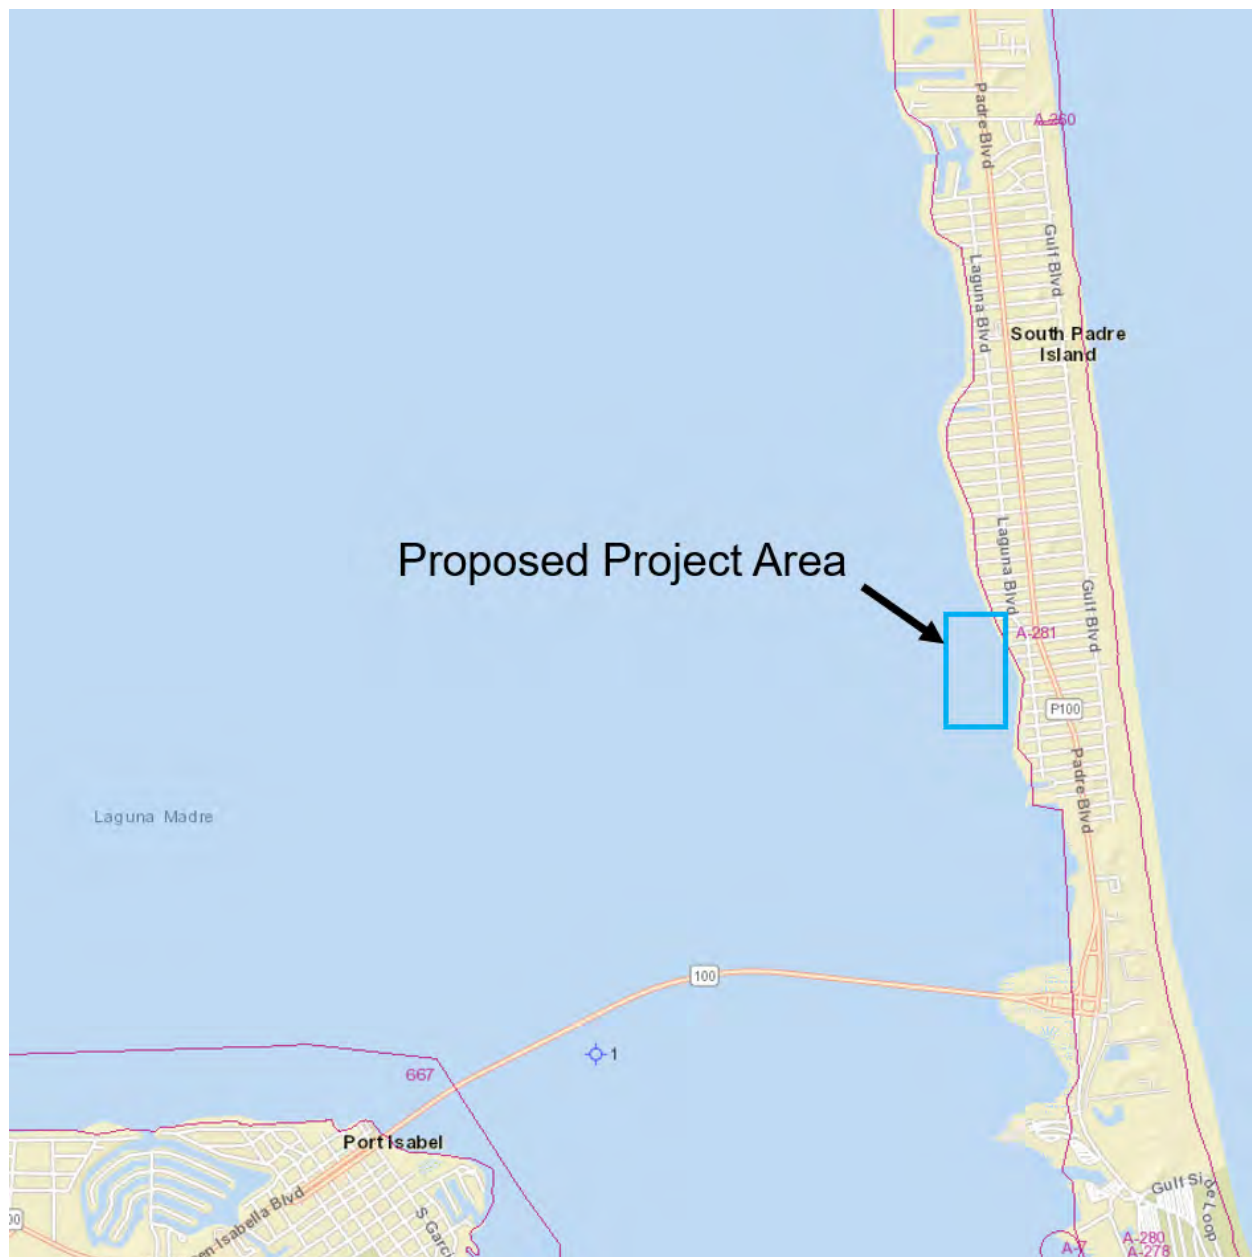 Padre Blvd
A-260
Gulf Blvd
Laguna Blvd
South Padre
Island
Proposed Project Area
Laguna Blvd
Gulf Blvd
A-281
P100
Padre Blvd
Laguna Madre
100
1
667
Port Isabel
Gulf Side Loop
A-7
A-280
A-278